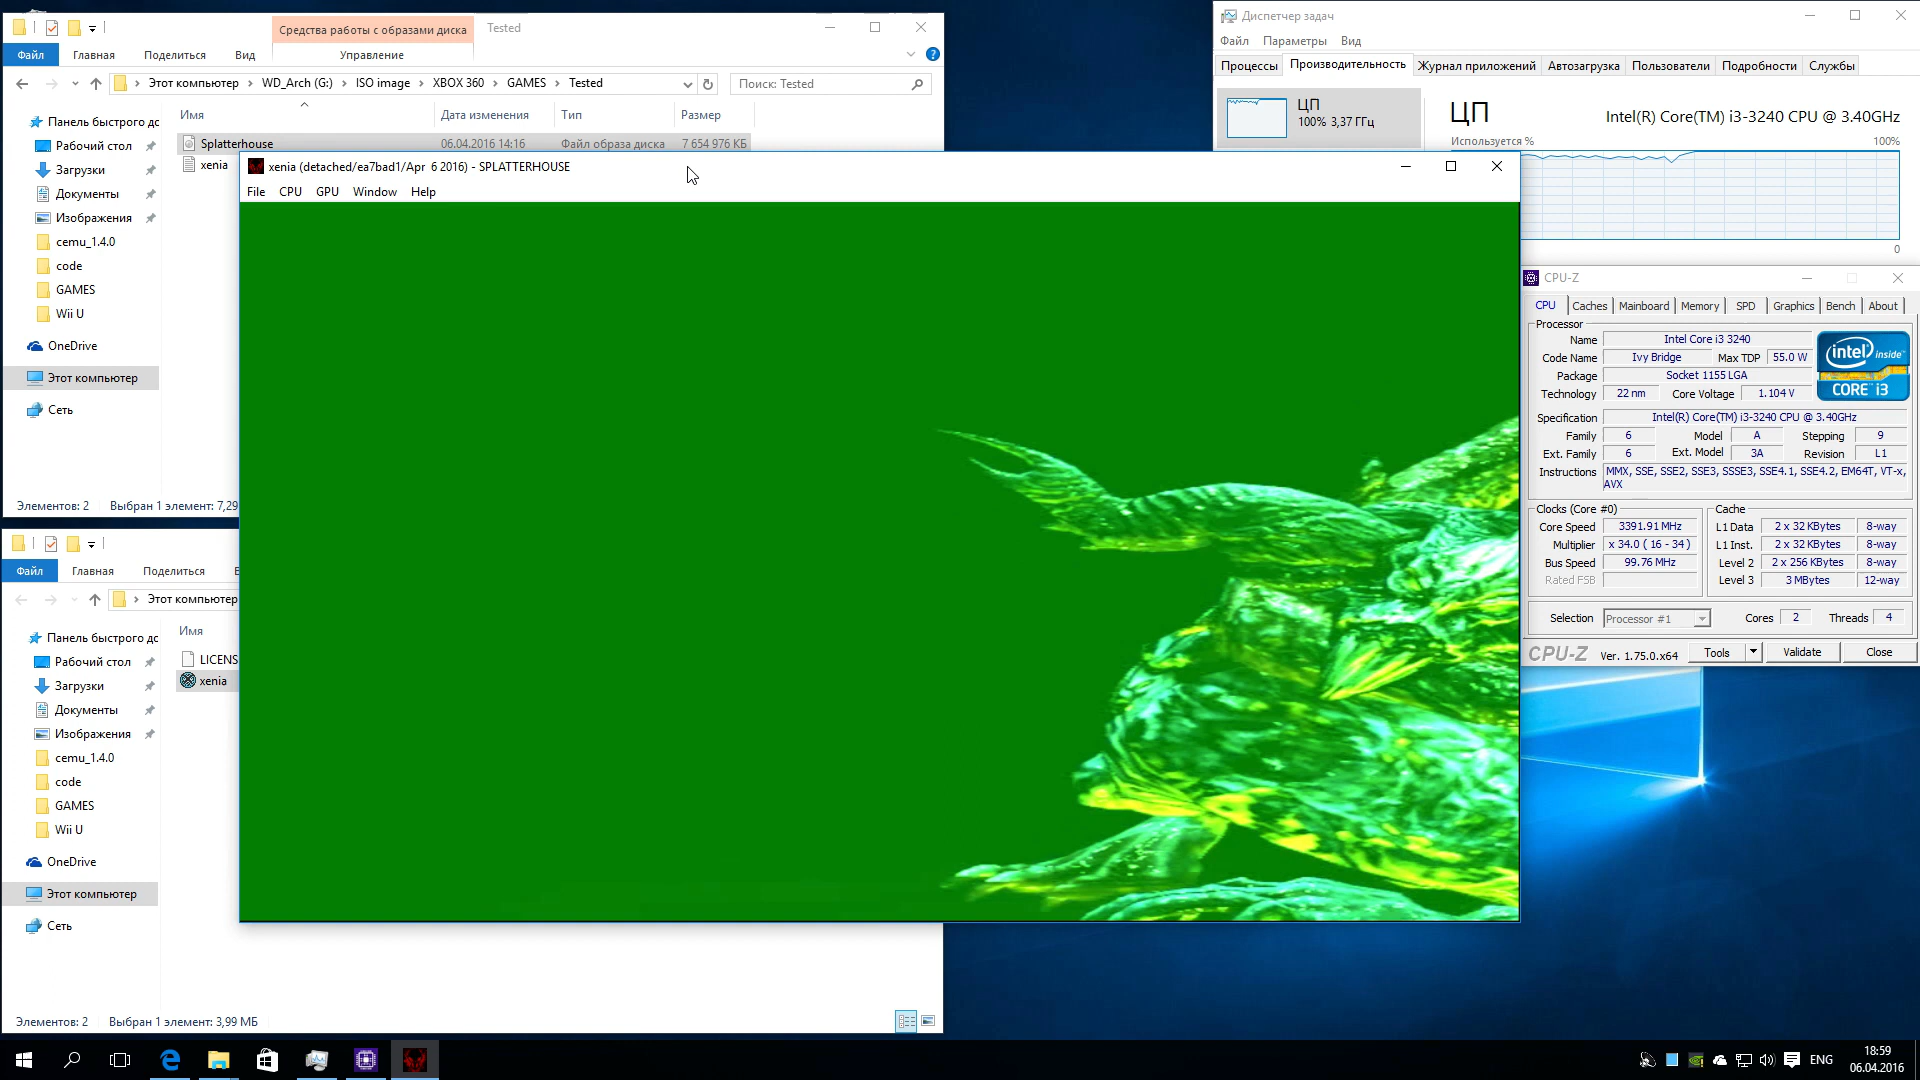 Средства работы с образами диска
Tested
Файл
Главная
Поделиться
Вид
Управление
Этот компьютер
WD_Arch (G:)
ISO image
XBOX 360
GAMES
Tested
Поиск: Tested
Имя
Дата изменения
Тип
Размер
Панель быстрого дс
Splatterhouse
06.04.2016 14:16
Файл образа диска
7 654 976 КБ
xenia
Рабочий стол
Загрузки
Документы
Изображения
cemu_1.4.0
code
GAMES
Wii U
OneDrive
Этот компьютер
Сеть
Элементов: 2
Выбран 1 элемент: 7,29
Диспетчер задач
Файл
Параметры
Вид
Процессы
Производительность
Журнал приложений
Автозагрузка
Пользователи
Подробности
Службы
ЦП
100% 3,37 ГГц
ЦП
Intel(R) Core(TM) i3-3240 CPU @ 3.40GHz
Используется %
100%
0
xenia (detached/ea7bad1/Apr 6 2016) - SPLATTERHOUSE
File
CPU
GPU
Window
Help
CPU-Z
CPU
Caches
Mainboard
Memory
SPD
Graphics
Bench
About
Processor
Name
Intel Core i3 3240
Code Name
Ivy Bridge
Max TDP
55.0 W
Package
Socket 1155 LGA
Technology
22 nm
Core Voltage
1.104 V
intel inside
CORE i3
Specification
Intel(R) Core(TM) i3-3240 CPU @ 3.40GHz
Family
6
Model
A
Stepping
9
Ext. Family
6
Ext. Model
3A
Revision
L1
Instructions
MMX, SSE, SSE2, SSE3, SSSE3, SSE4.1, SSE4.2, EM64T, VT-x,
AVX
Clocks (Core #0)
Core Speed
3391.91 MHz
Multiplier
x 34.0 ( 16 - 34 )
Bus Speed
99.76 MHz
Rated FSB
Cache
L1 Data
2 x 32 KBytes
8-way
L1 Inst.
2 x 32 KBytes
8-way
Level 2
2 x 256 KBytes
8-way
Level 3
3 MBytes
12-way
Selection
Processor #1
Cores
2
Threads
4
CPU-Z
Ver. 1.75.0.x64
Tools
Validate
Close
Файл
Главная
Поделиться
Этот компьютер
Имя
Панель быстрого дс
LICENS
xenia
Рабочий стол
Загрузки
Документы
Изображения
cemu_1.4.0
code
GAMES
Wii U
OneDrive
Этот компьютер
Сеть
Элементов: 2
Выбран 1 элемент: 3,99 МБ
ENG
18:59
06.04.2016